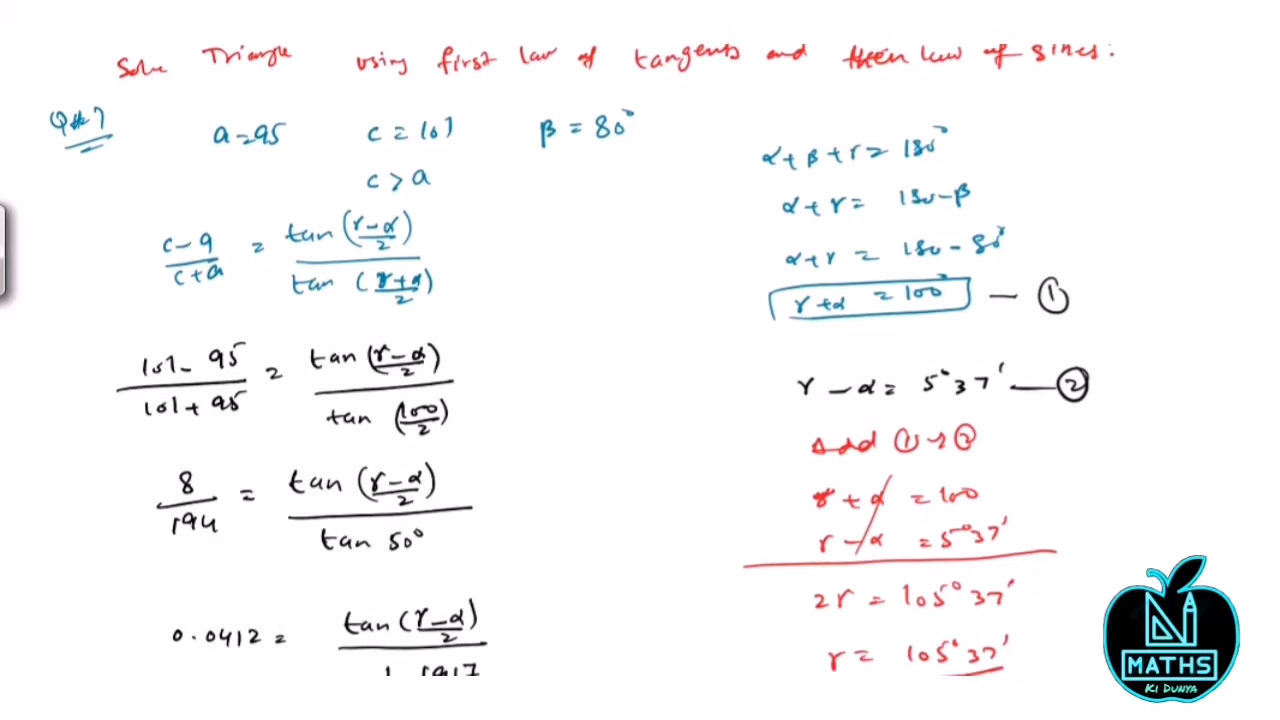 Solve Triangle using first law of tangents and then law of sines:
Q#7 a=95 c=101 β=80°
c>a
(c-a)/(c+a) = tan((γ-α)/2)/tan((γ+α)/2)
(101-95)/(101+95) = tan((γ-α)/2)/tan(100/2)
8/194 = tan((γ-α)/2)/tan 50°
0.0412 = tan((γ-α)/2)/1.1917
α+β+γ=180°
α+γ= 180-β
α+γ = 180-80°
γ+α =100° — ①
γ-α= 5°37' — ②
Add ① & ②
γ+α =100
γ-α =5°37'
2γ = 105°37'
γ= 105°37'
MATHS
KI DUNYA